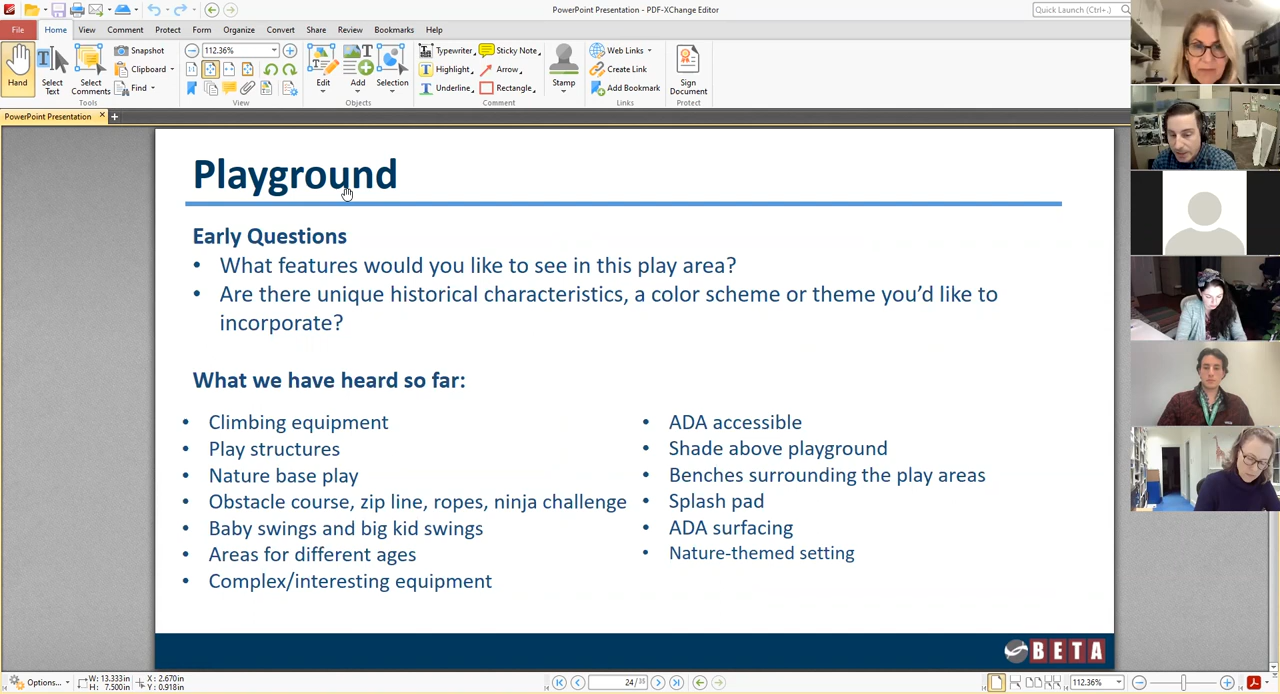 PowerPoint Presentation - PDF-XChange Editor
Quick Launch (Ctrl+.)
File Home View Comment Protect Form Organize Convert Share Review Bookmarks Help
Hand
Select Text
Select Comments
Snapshot
Clipboard
Find
Tools
112.36%
View
Edit
Add
Selection
Objects
Typewriter
Highlight
Underline
Sticky Note
Arrow
Rectangle
Comment
Stamp
Web Links
Create Link
Add Bookmark
Links
Sign Document
Protect
PowerPoint Presentation
Playground
Early Questions
• What features would you like to see in this play area?
• Are there unique historical characteristics, a color scheme or theme you’d like to
incorporate?
What we have heard so far:
• Climbing equipment
• Play structures
• Nature base play
• Obstacle course, zip line, ropes, ninja challenge
• Baby swings and big kid swings
• Areas for different ages
• Complex/interesting equipment
• ADA accessible
• Shade above playground
• Benches surrounding the play areas
• Splash pad
• ADA surfacing
• Nature-themed setting
BETA
Options...
W: 13.333in
H: 7.500in
X: 2.670in
Y: 0.918in
24/35
112.36%